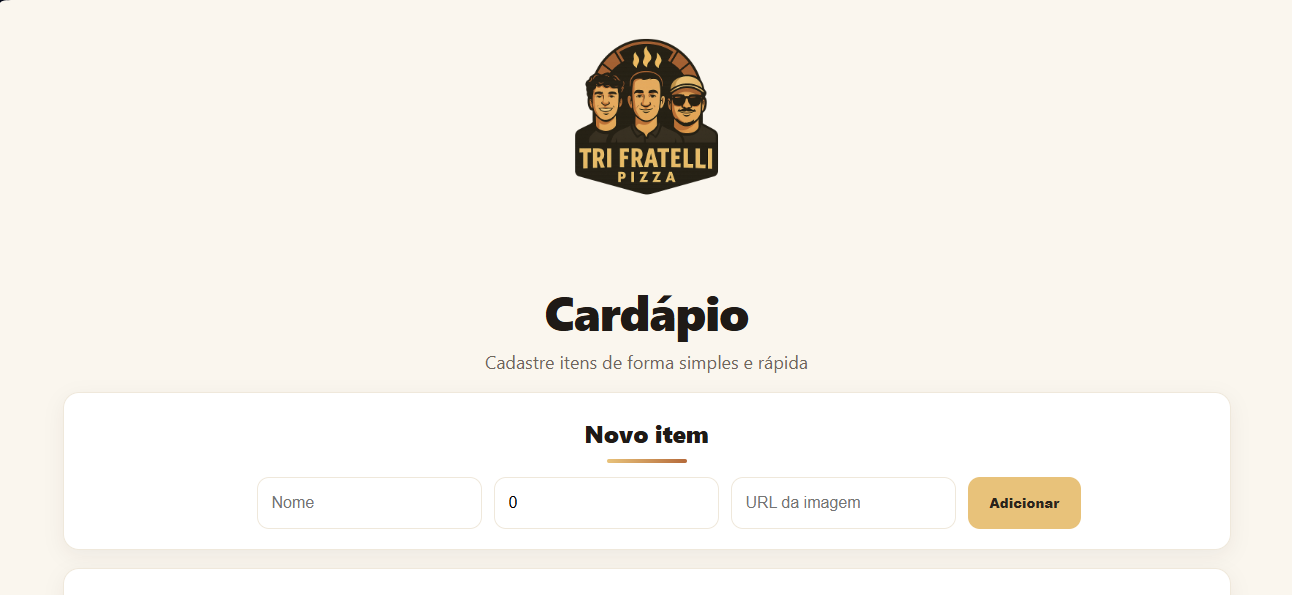 TRI FRATELLI
PIZZA
Cardápio
Cadastre itens de forma simples e rápida
Novo item
Nome
0
URL da imagem
Adicionar